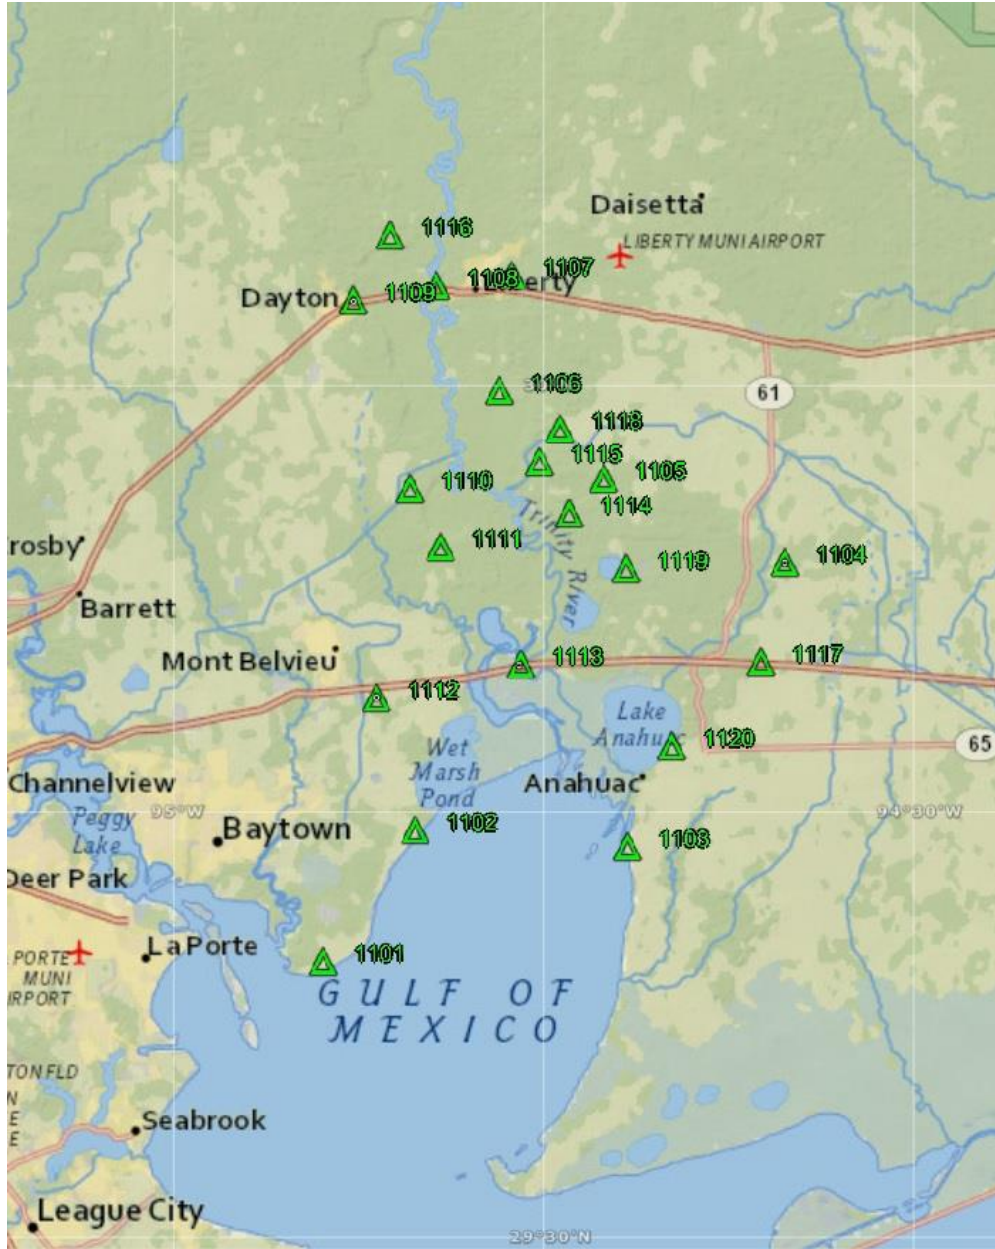 Daisetta
LIBERTY MUNI AIRPORT
1116
1107
1108
Liberty
Dayton
1109
1106
61
1118
1115
1105
1110
1114
Trinity River
1111
rosby
1119
1104
Barrett
Mont Belvieu
1113
1117
1112
Lake
Anahuac
1120
65
Wet
Marsh
Pond
Channelview
Anahuac
95°W
94°30'W
Peggy
Lake
Baytown
1102
1103
Deer Park
La Porte
1101
PORTE
MUNI
IRPORT
GULF OF
MEXICO
TON FLD
N
E
E
Seabrook
League City
29°30'N